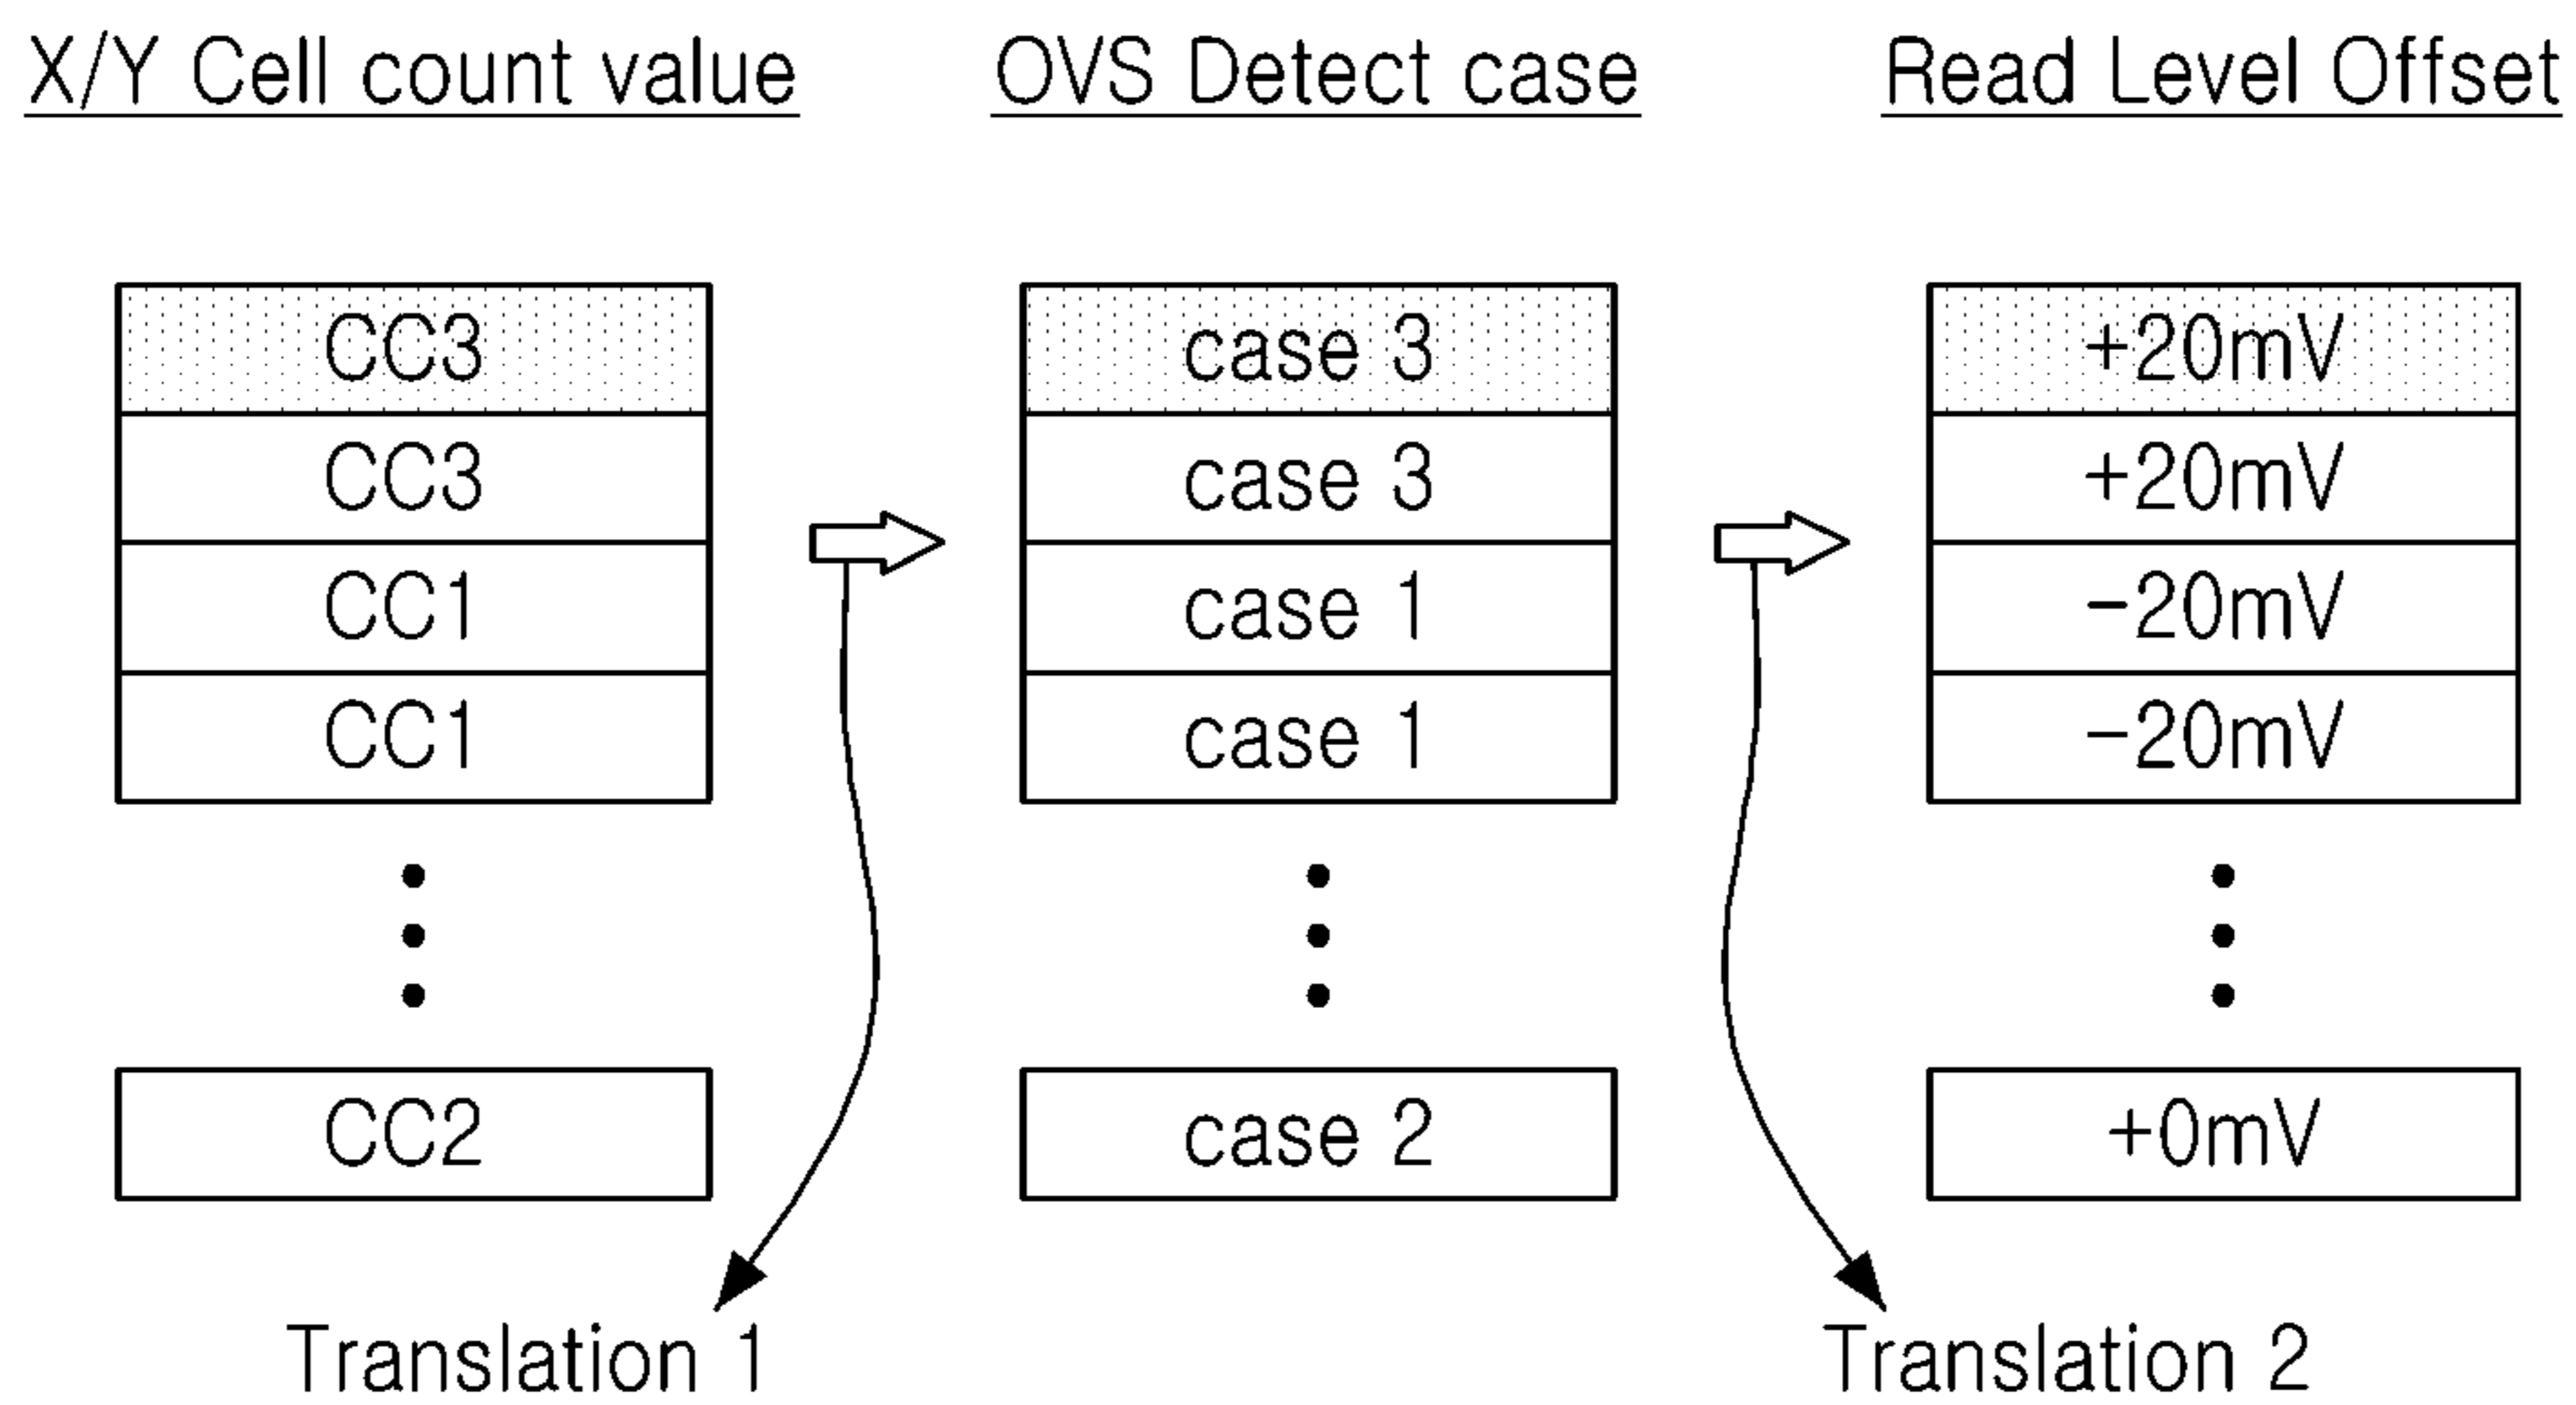 X/Y Cell count value OVS Detect case Read Level Offset
CC3 case 3 +20mV
CC3 case 3 +20mV
CC1 case 1 -20mV
CC1 case 1 -20mV
CC2 case 2 +0mV
Translation 1 Translation 2